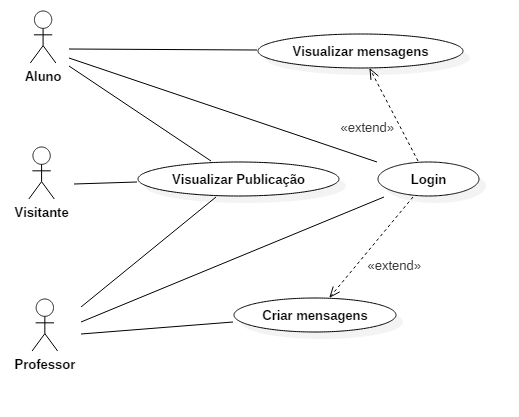 Visualizar mensagens
Aluno
«extend»
Visualizar Publicação
Login
Visitante
«extend»
Criar mensagens
Professor